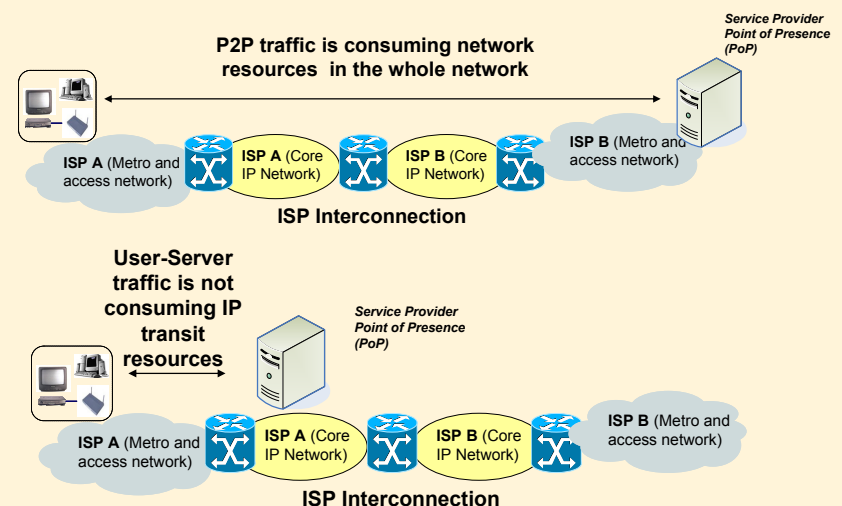 Service Provider
Point of Presence
(PoP)
P2P traffic is consuming network
resources in the whole network
ISP A (Metro and
access network)
ISP A (Core
IP Network)
ISP B (Core
IP Network)
ISP B (Metro and
access network)
ISP Interconnection
User-Server
traffic is not
consuming IP
transit
resources
Service Provider
Point of Presence
(PoP)
ISP A (Metro and
access network)
ISP A (Core
IP Network)
ISP B (Core
IP Network)
ISP B (Metro and
access network)
ISP Interconnection